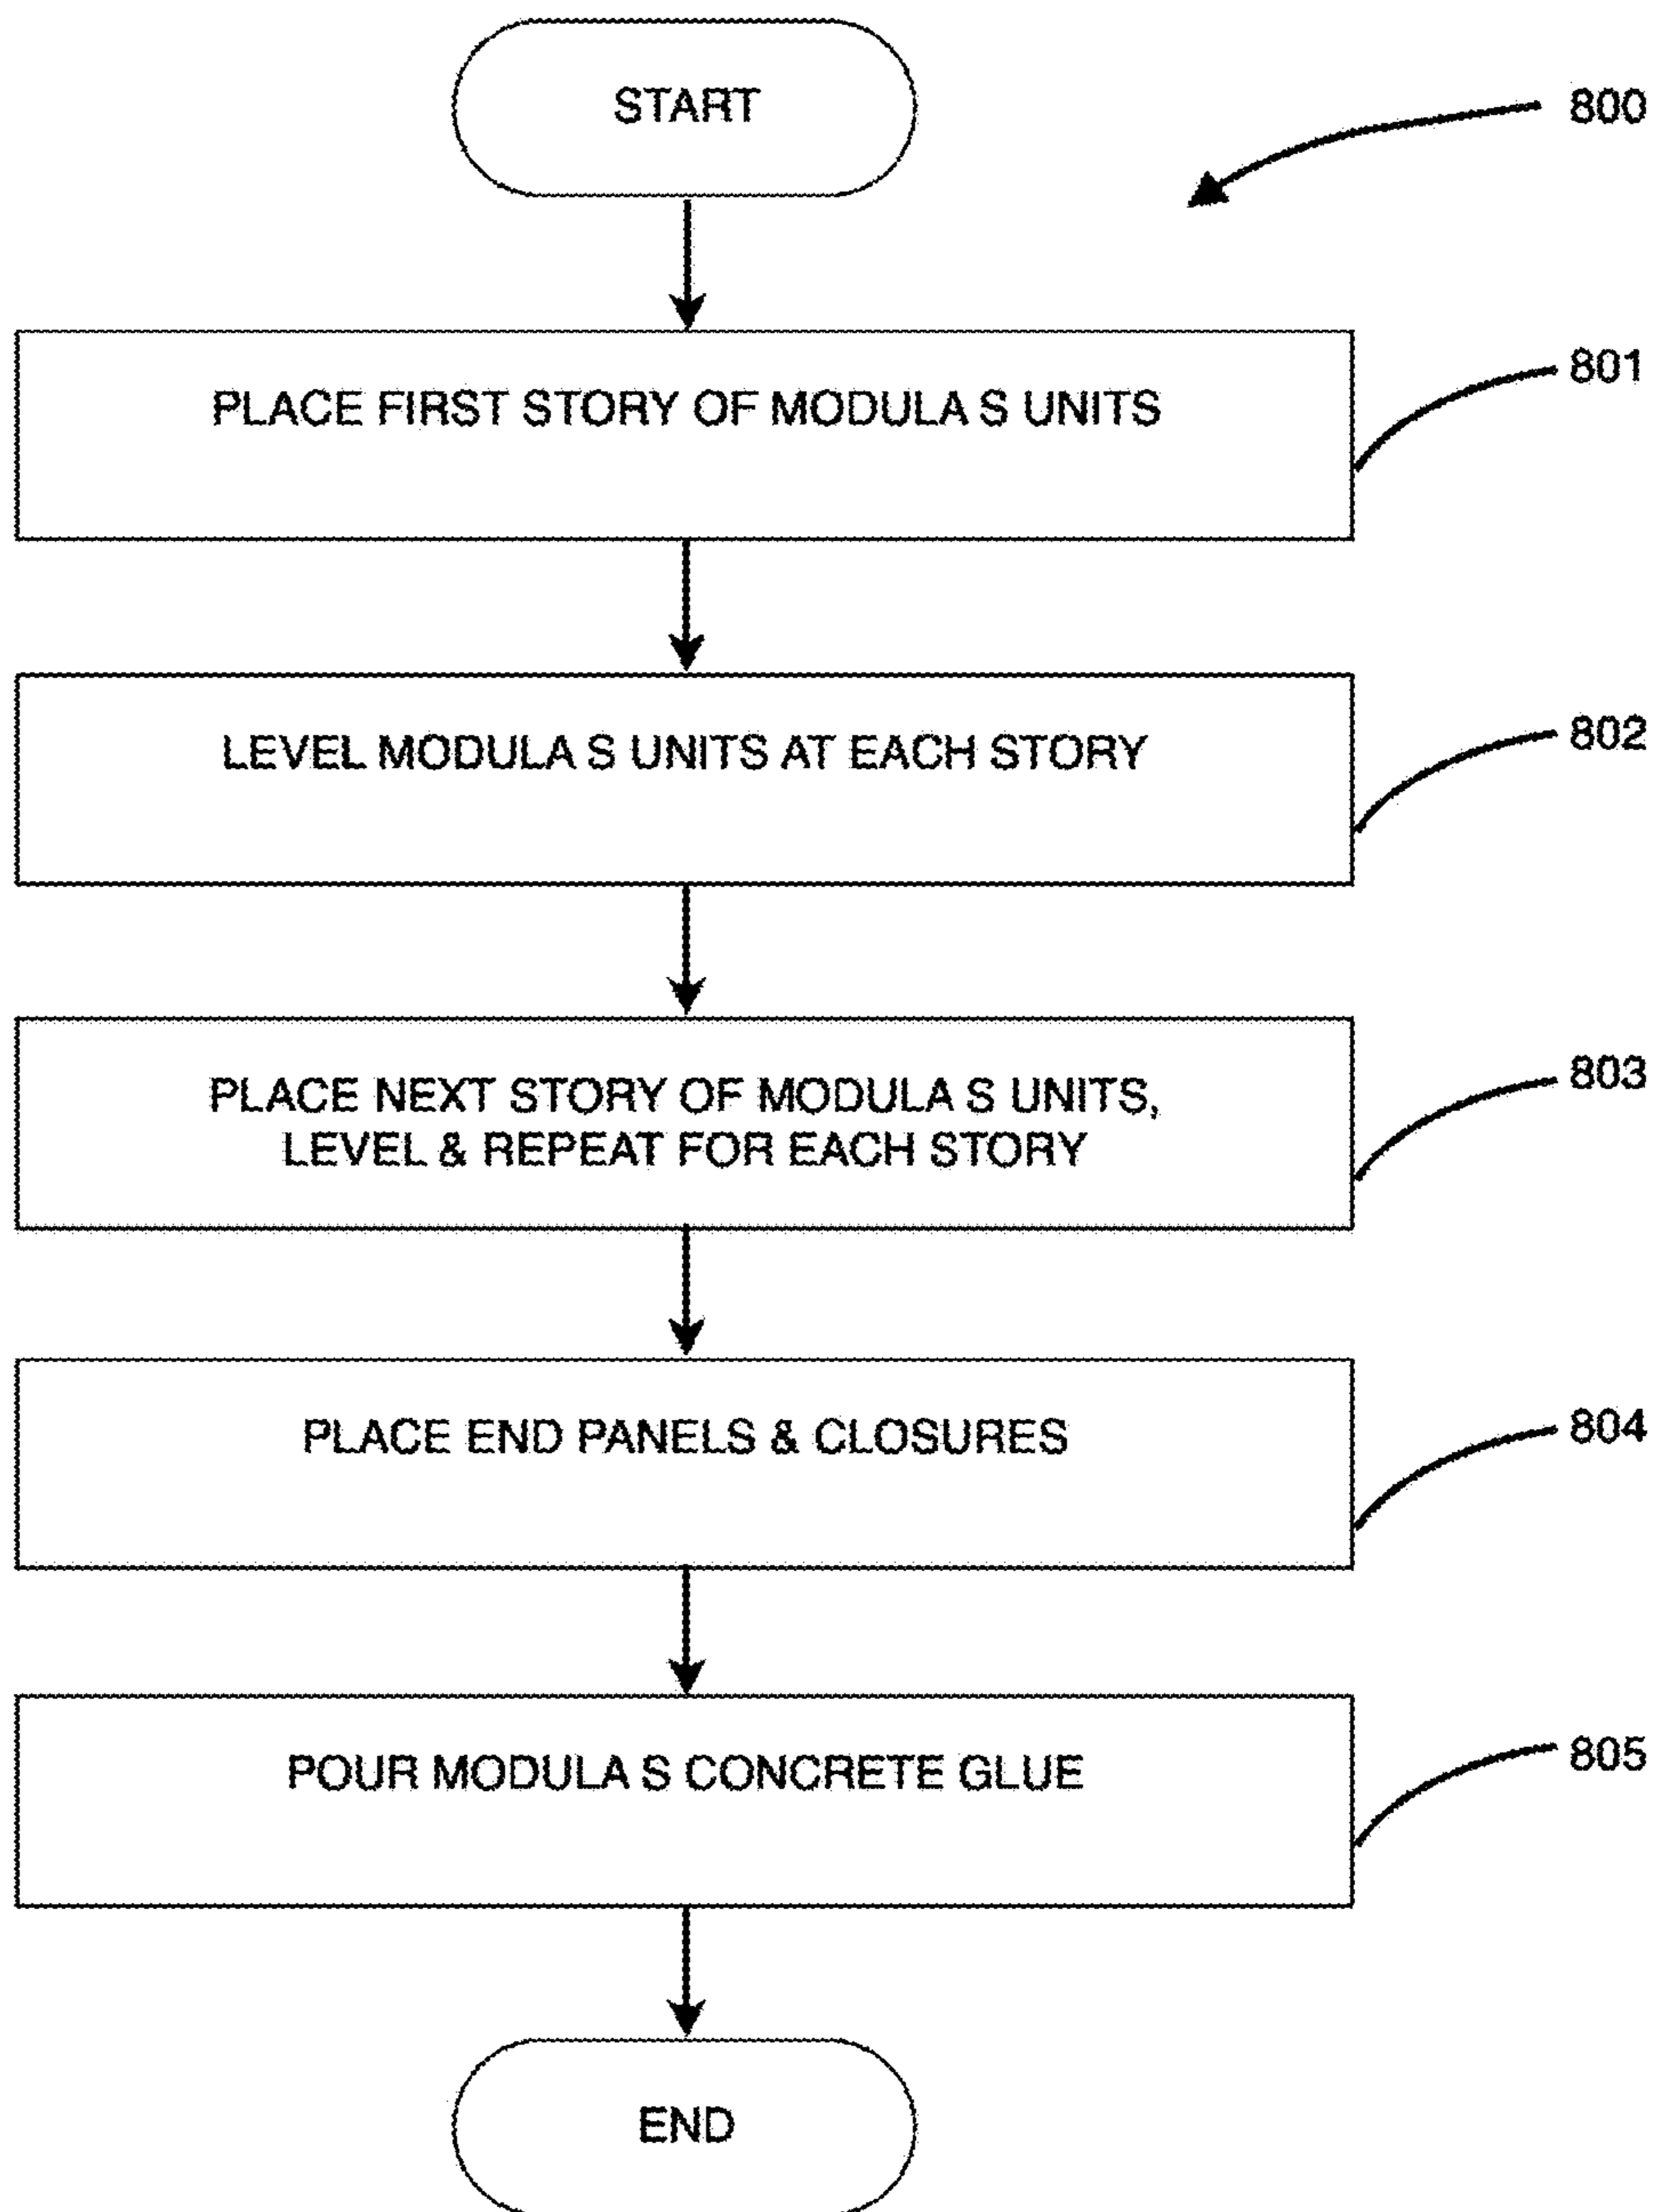 START
800
PLACE FIRST STORY OF MODULA S UNITS
801
LEVEL MODULA S UNITS AT EACH STORY
802
PLACE NEXT STORY OF MODULA S UNITS,
LEVEL & REPEAT FOR EACH STORY
803
PLACE END PANELS & CLOSURES
804
POUR MODULA S CONCRETE GLUE
805
END